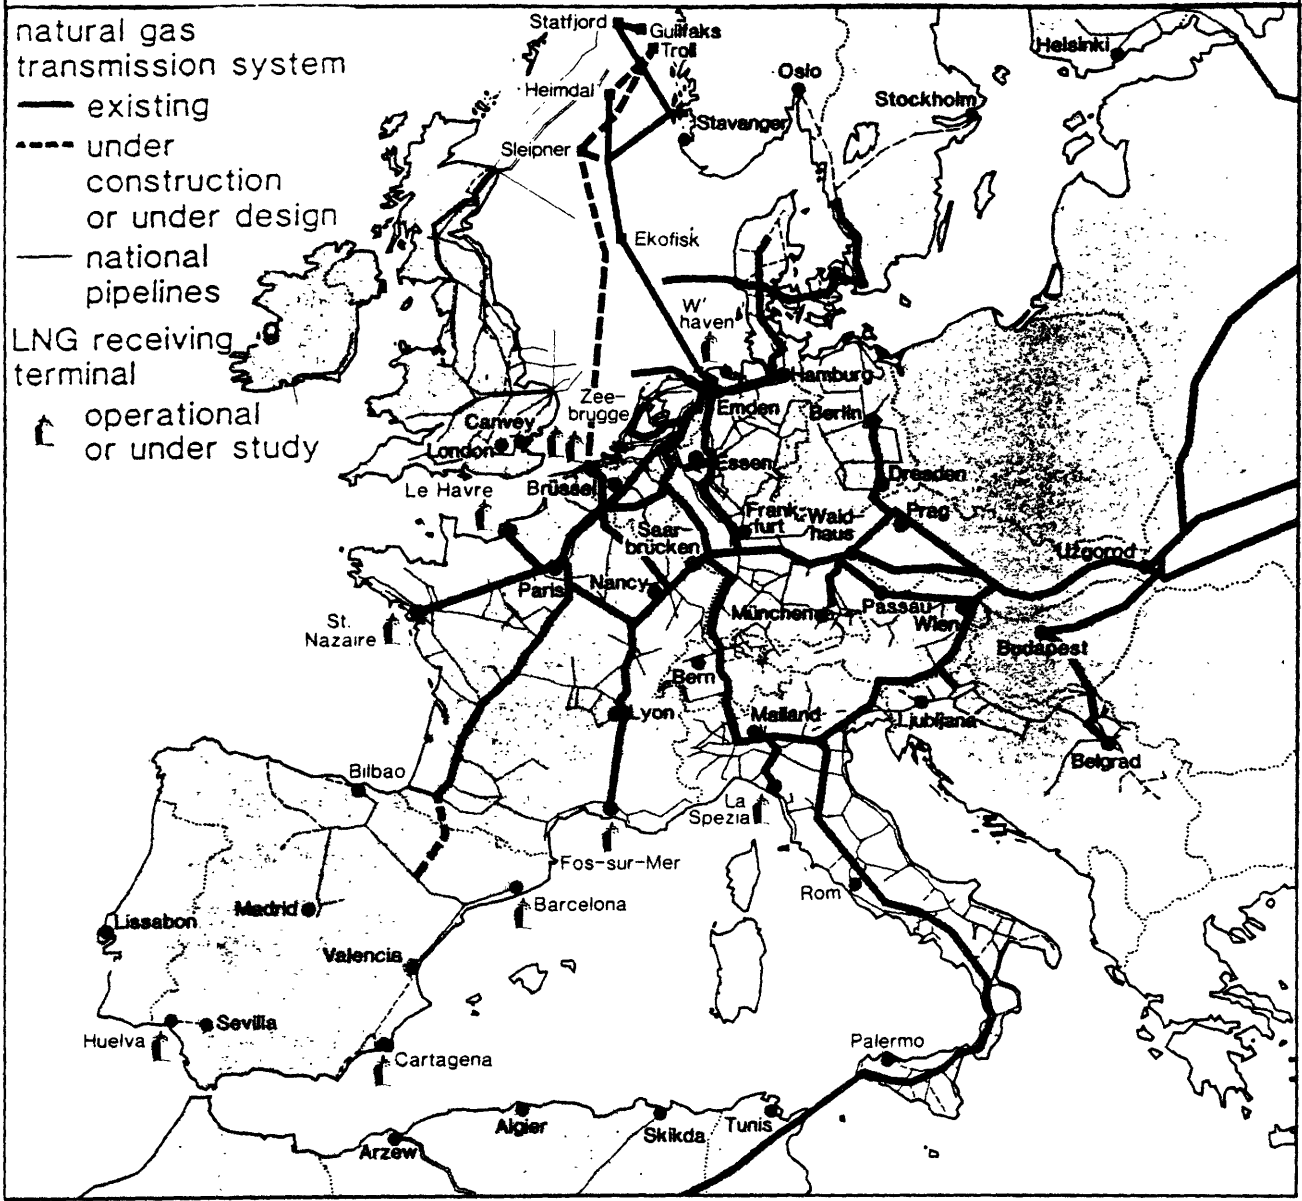 natural gas
transmission system
existing
under
construction
or under design
national
pipelines
LNG receiving
terminal
operational
or under study
Statfjord
Gullfaks
Troll
Heimdal
Sleipner
Stavanger
Oslo
Stockholm
Helsinki
Ekofisk
W'
haven
Hamburg
Zee-
brugge
Emden
Berlin
Canvey
London
Essen
Dresden
Le Havre
Brüssel
Frank-
furt
Wald-
haus
Prag
Saar-
brücken
Užgorod
Paris
Nancy
München
Passau
Wien
St.
Nazaire
Budapest
Bern
Lyon
Mailand
Ljubljana
Belgrad
Bilbao
La
Spezia
Fos-sur-Mer
Rom
Madrid
Barcelona
Lissabon
Valencia
Sevilla
Huelva
Cartagena
Palermo
Algier
Skikda
Tunis
Arzew